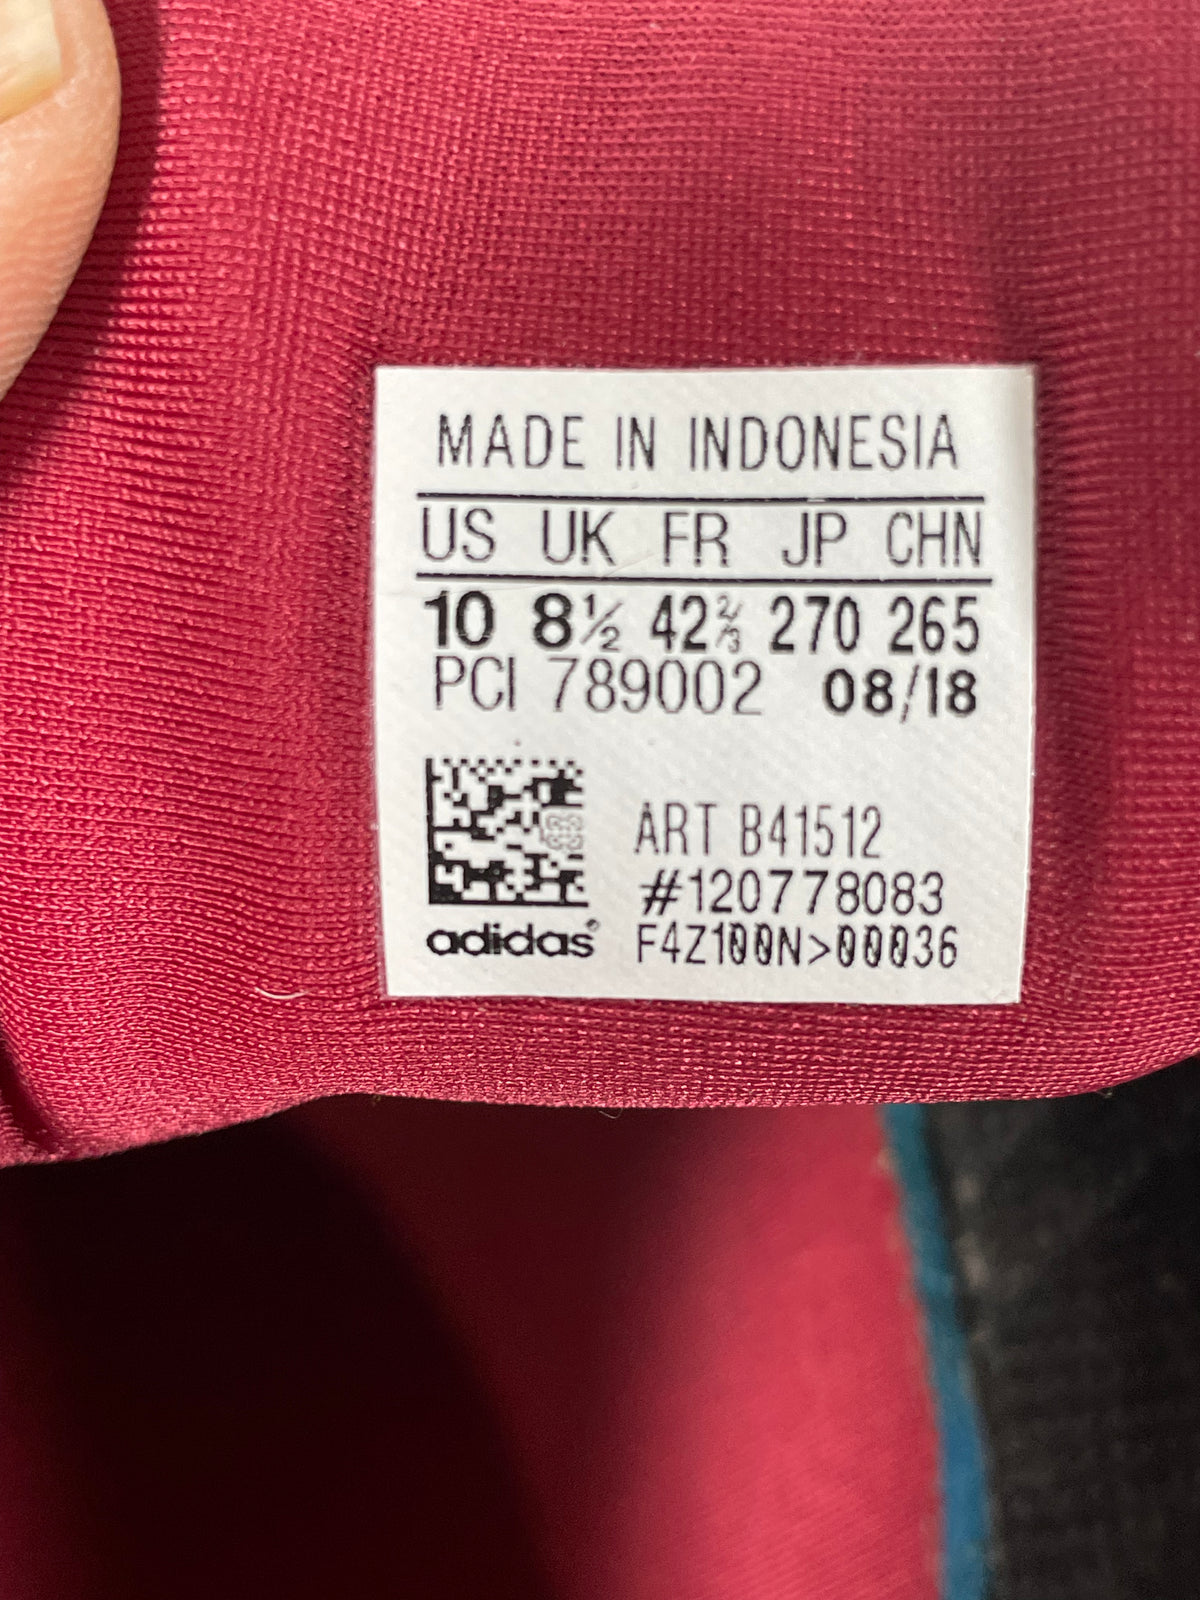 MADE IN INDONESIA
US UK FR JP CHN
10 8½ 42⅔ 270 265
PCI 789002 08/18
ART B41512
#120778083
adidas® F4Z100N>00036